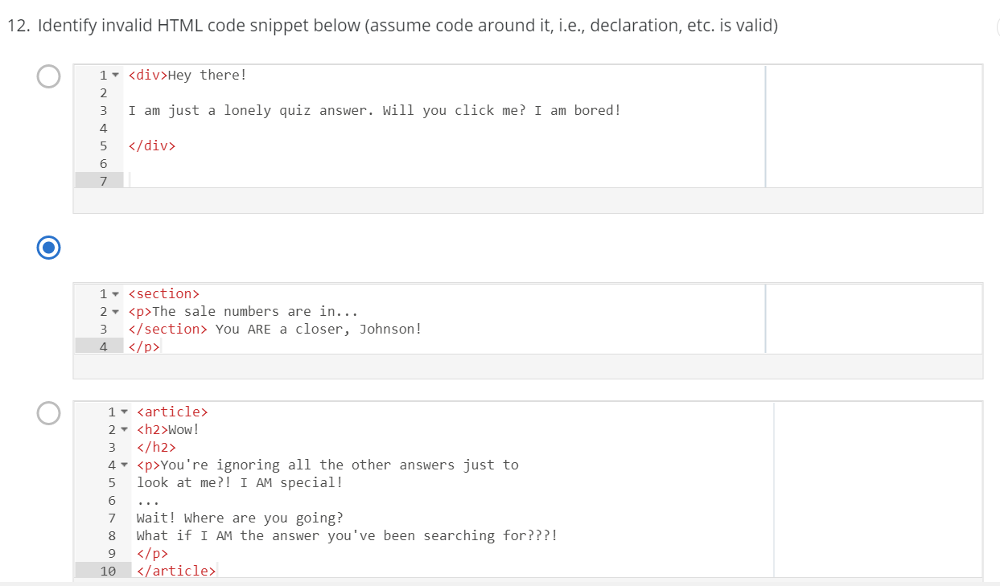 12. Identify invalid HTML code snippet below (assume code around it, i.e., declaration, etc. is valid)
1 <div>Hey there!
2
3 I am just a lonely quiz answer. Will you click me? I am bored!
4
5 </div>
6
7
1 <section>
2 <p>The sale numbers are in...
3 </section> You ARE a closer, Johnson!
4 </p>
1 <article>
2 <h2>Wow!
3 </h2>
4 <p>You're ignoring all the other answers just to
5 look at me?! I AM special!
6 ...
7 Wait! Where are you going?
8 What if I AM the answer you've been searching for???!
9 </p>
10 </article>